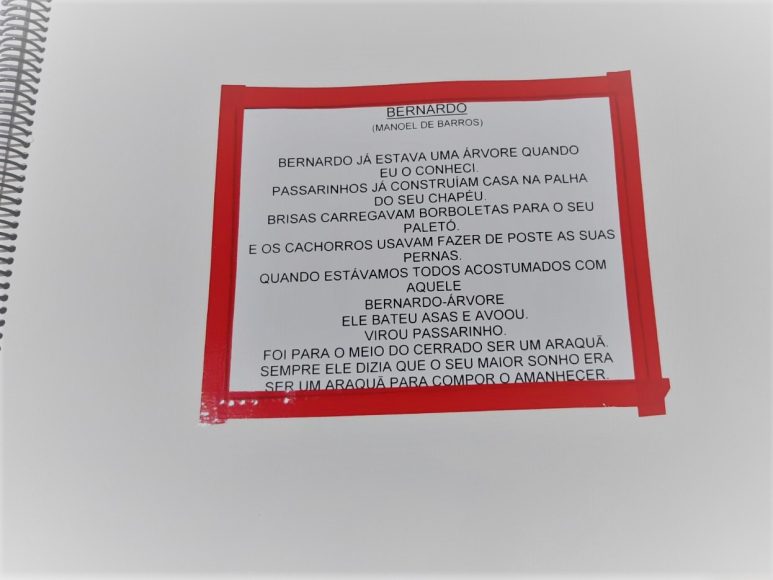 BERNARDO
(MANOEL DE BARROS)
BERNARDO JÁ ESTAVA UMA ÁRVORE QUANDO
EU O CONHECI.
PASSARINHOS JÁ CONSTRUÍAM CASA NA PALHA
DO SEU CHAPÉU.
BRISAS CARREGAVAM BORBOLETAS PARA O SEU
PALETÓ.
E OS CACHORROS USAVAM FAZER DE POSTE AS SUAS
PERNAS.
QUANDO ESTÁVAMOS TODOS ACOSTUMADOS COM
AQUELE
BERNARDO-ÁRVORE
ELE BATEU ASAS E AVOOU.
VIROU PASSARINHO.
FOI PARA O MEIO DO CERRADO SER UM ARAQUÃ.
SEMPRE ELE DIZIA QUE O SEU MAIOR SONHO ERA
SER UM ARAQUÃ PARA COMPOR O AMANHECER.